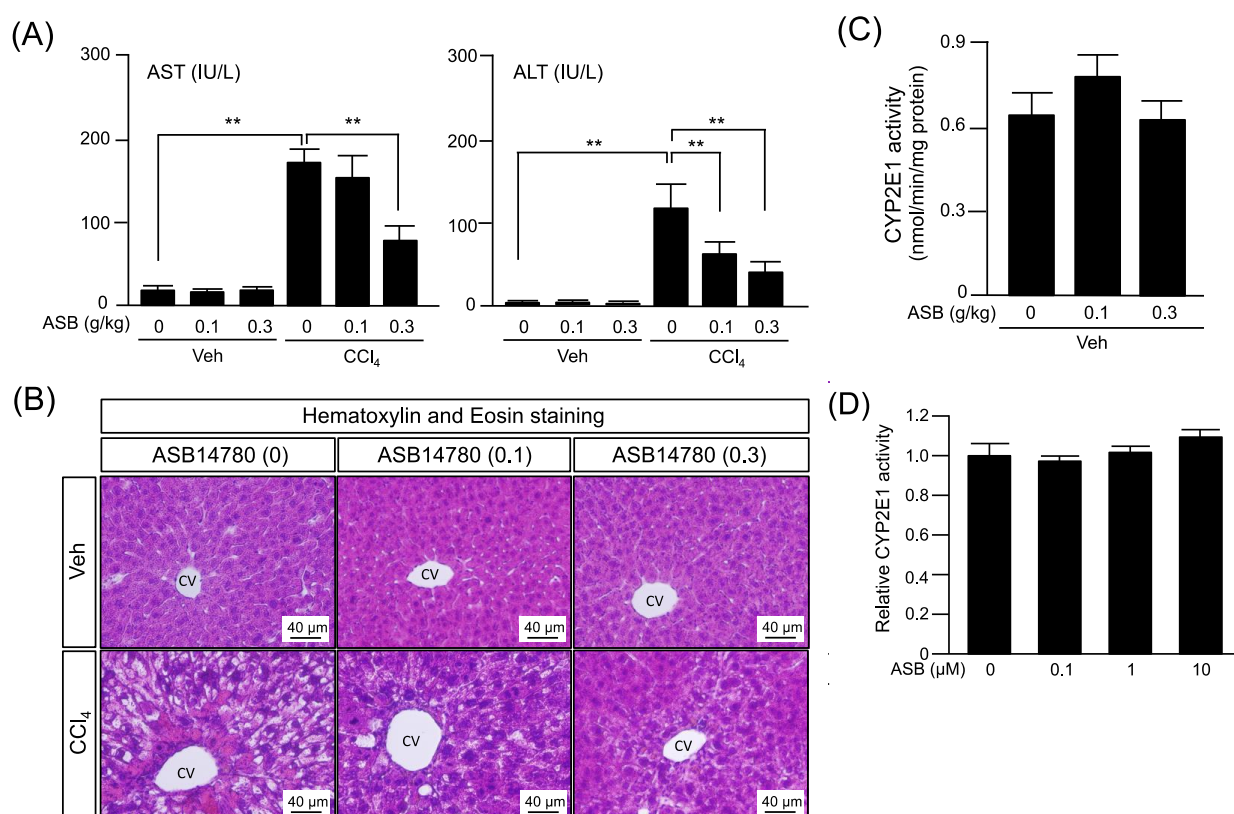 (A)
300
200
100
0
AST (IU/L)
**
**
ASB (g/kg)
0
0.1
0.3
0
0.1
0.3
Veh
CCl₄
300
200
100
0
ALT (IU/L)
**
**
**
0
0.1
0.3
0
0.1
0.3
Veh
CCl₄
(C)
CYP2E1 activity
(nmol/min/mg protein)
0.9
0.6
0.3
0
ASB (g/kg)
0
0.1
0.3
Veh
(B)
Hematoxylin and Eosin staining
ASB14780 (0)
ASB14780 (0.1)
ASB14780 (0.3)
Veh
CV
40 µm
CV
40 µm
CV
40 µm
CCl₄
CV
40 µm
CV
40 µm
CV
40 µm
(D)
Relative CYP2E1 activity
1.2
1.0
0.8
0.6
0.4
0.2
0
ASB (µM)
0
0.1
1
10